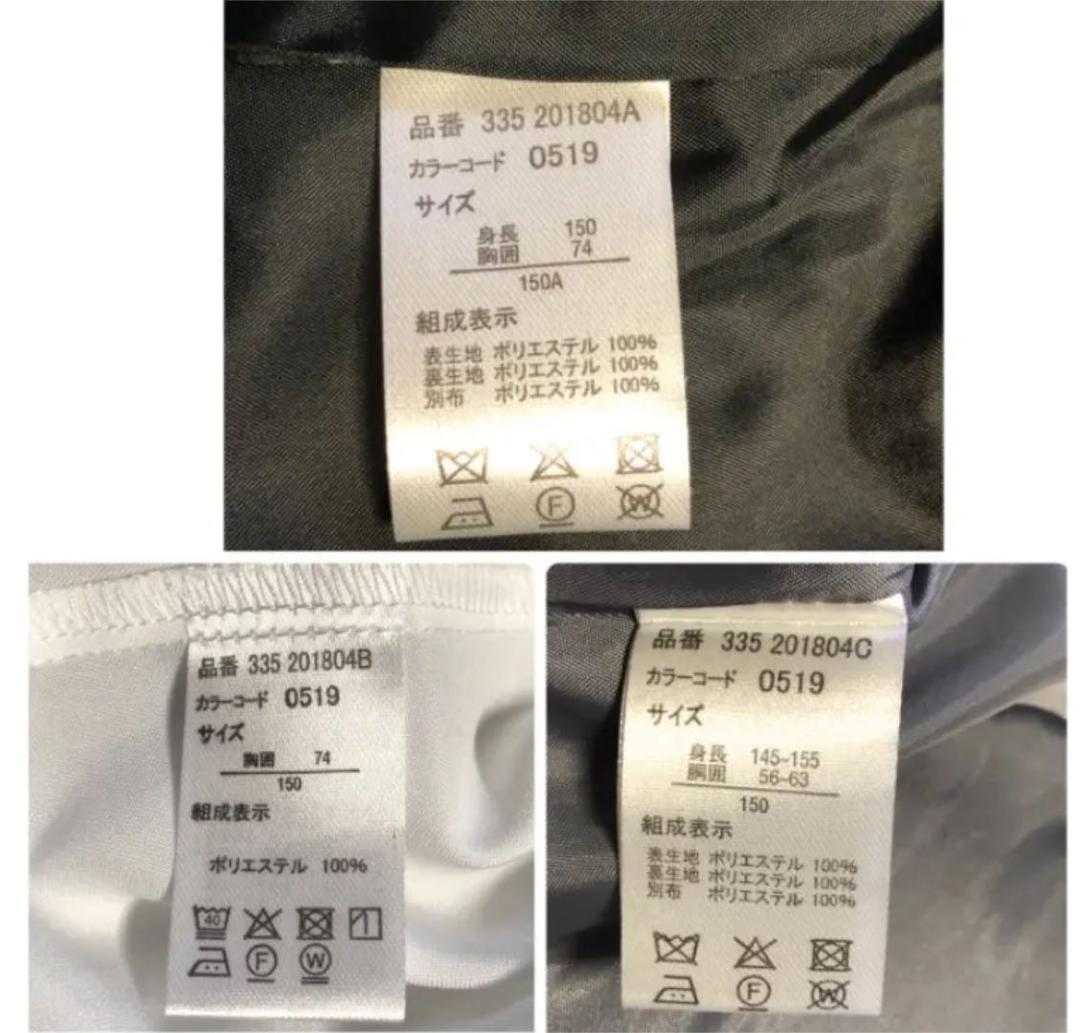 品番 335 201804A
カラーコード 0519
サイズ
身長 150
胸囲 74
150A
組成表示
表生地 ポリエステル 100%
裏生地 ポリエステル 100%
別布 ポリエステル 100%
F
W
品番 335 201804B
カラーコード 0519
サイズ
胸囲 74
150
組成表示
ポリエステル 100%
40
F
W
品番 335 201804C
カラーコード 0519
サイズ
身長 145~155
胴囲 56~63
150
組成表示
表生地 ポリエステル 100%
裏生地 ポリエステル 100%
別布 ポリエステル 100%
F
W